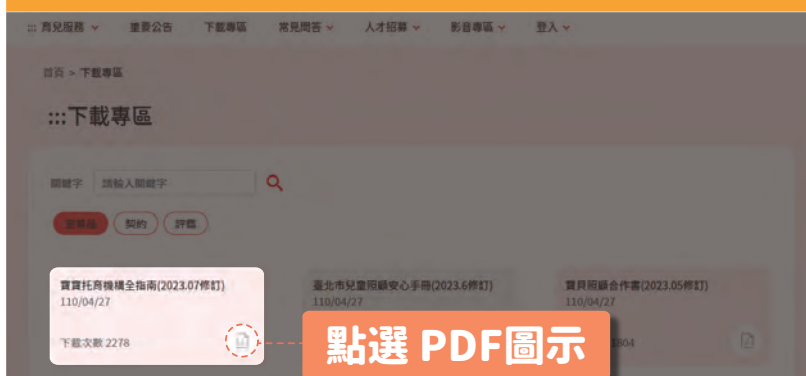 ::: 育兒服務 重要公告 下載專區 常見問答 人才招募 影音專區 登入
首頁 > 下載專區
:::下載專區
關鍵字 請輸入關鍵字
契約 評鑑
寶寶托育機構全指南(2023.07修訂)
110/04/27
下載次數 2278
臺北市兒童照顧安心手冊(2023.6修訂)
110/04/27
寶貝照顧合作書(2023.05修訂)
110/04/27
點選 PDF圖示